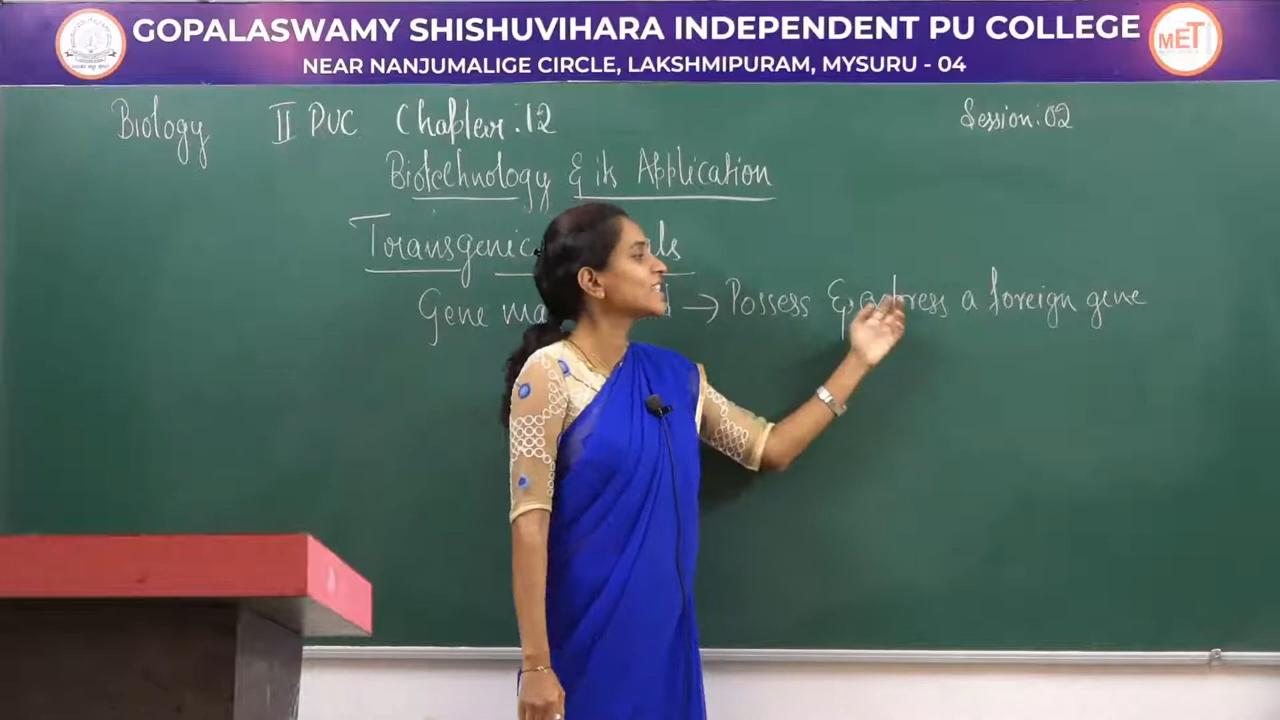 GOPALASWAMY SHISHUVIHARA INDEPENDENT PU COLLEGE
MET
NEAR NANJUMALIGE CIRCLE, LAKSHMIPURAM, MYSURU - 04
Biology II PUC Chapter:12 Session:02
Biotechnology & its Application
Transgenic
Gene → Possess & express a foreign gene